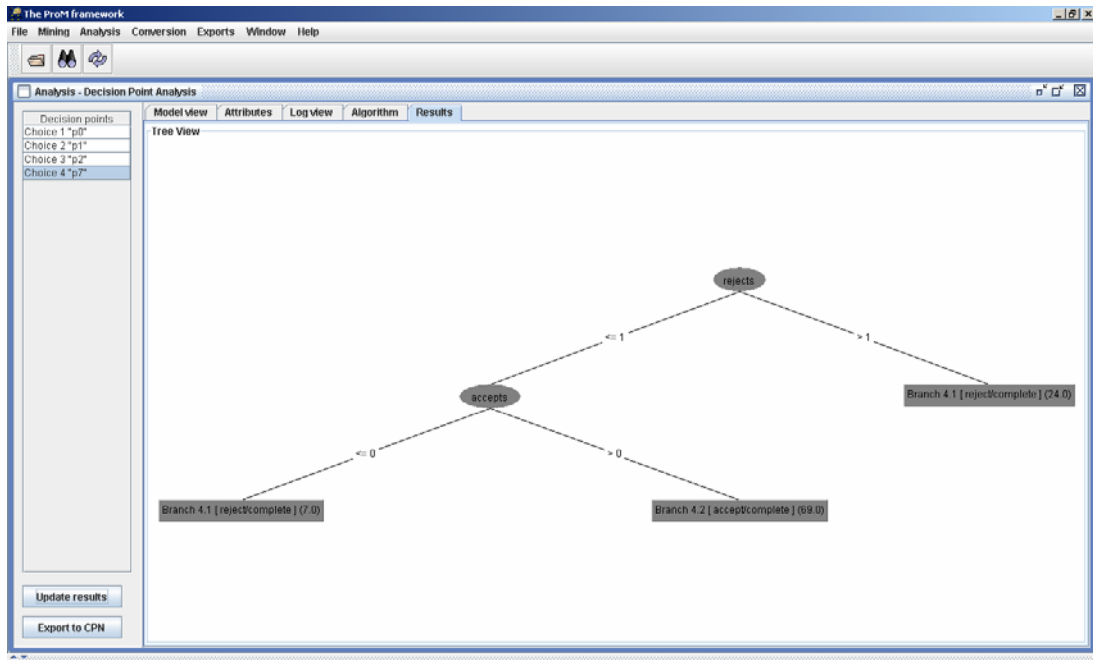 The ProM framework
File Mining Analysis Conversion Exports Window Help
Analysis - Decision Point Analysis
Decision points
Choice 1 "p0"
Choice 2 "p1"
Choice 3 "p2"
Choice 4 "p7"
Model view Attributes Log view Algorithm Results
Tree View
rejects
<= 1 > 1
accepts
Branch 4.1 [ reject/complete ] (24.0)
<= 0 > 0
Branch 4.1 [ reject/complete ] (7.0)
Branch 4.2 [ accept/complete ] (69.0)
Update results
Export to CPN